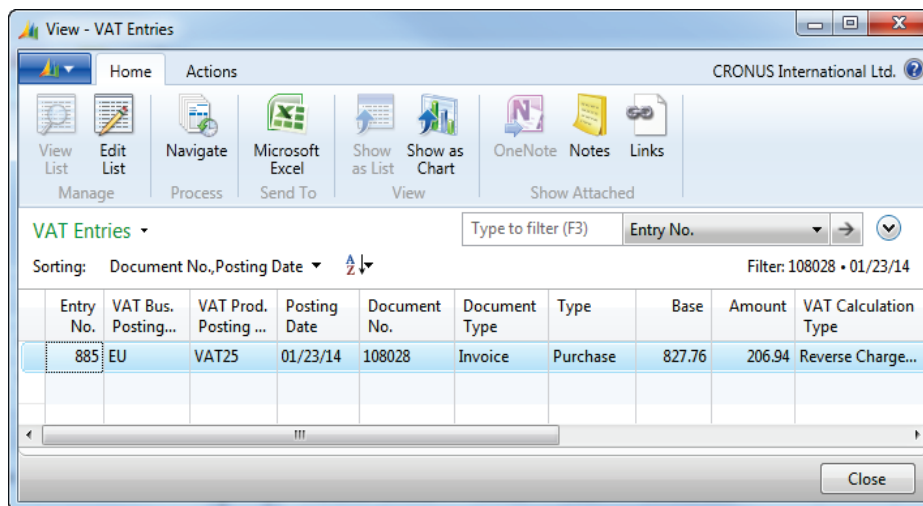 View - VAT Entries
Home Actions CRONUS International Ltd.
View List Edit List Navigate Microsoft Excel Show as List Show as Chart OneNote Notes Links
Manage Process Send To View Show Attached
VAT Entries Type to filter (F3) Entry No.
Sorting: Document No.,Posting Date A Z Filter: 108028 • 01/23/14
Entry No. VAT Bus. Posting... VAT Prod. Posting ... Posting Date Document No. Document Type Type Base Amount VAT Calculation Type
885 EU VAT25 01/23/14 108028 Invoice Purchase 827.76 206.94 Reverse Charge...
Close